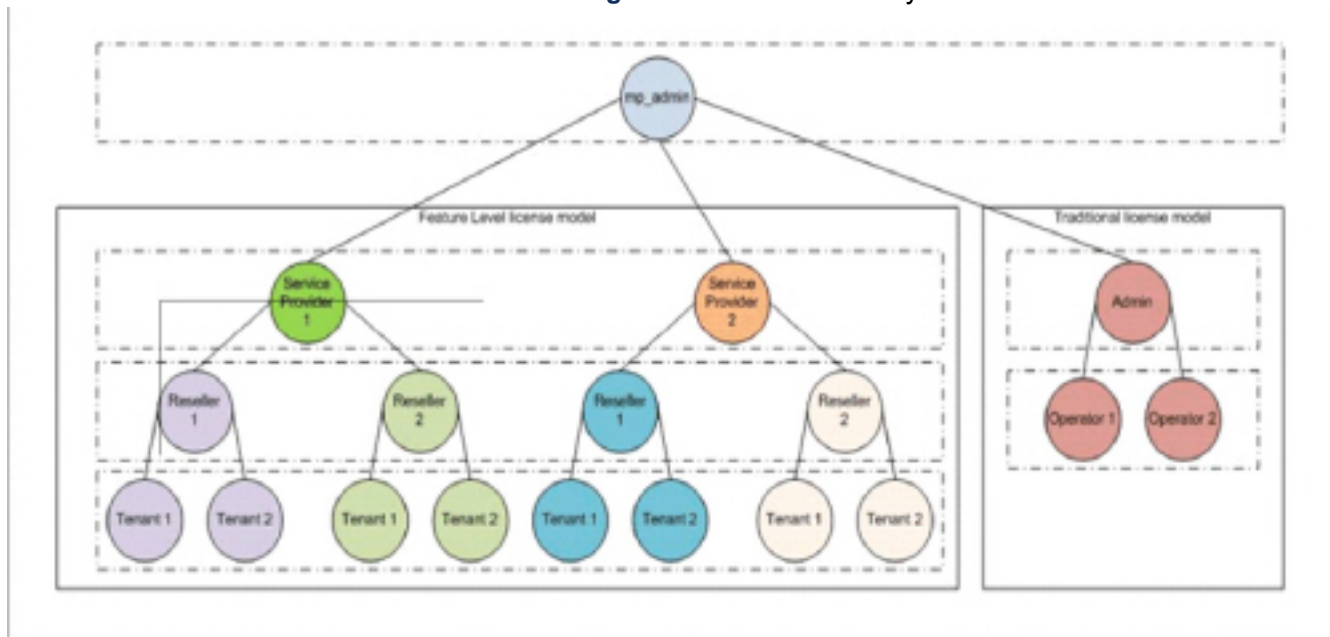 mp_admin
Feature Level license model
Traditional license model
Service
Provider
1
Service
Provider
2
Admin
Reseller
1
Reseller
2
Reseller
1
Reseller
2
Operator 1
Operator 2
Tenant 1
Tenant 2
Tenant 1
Tenant 2
Tenant 1
Tenant 2
Tenant 1
Tenant 2